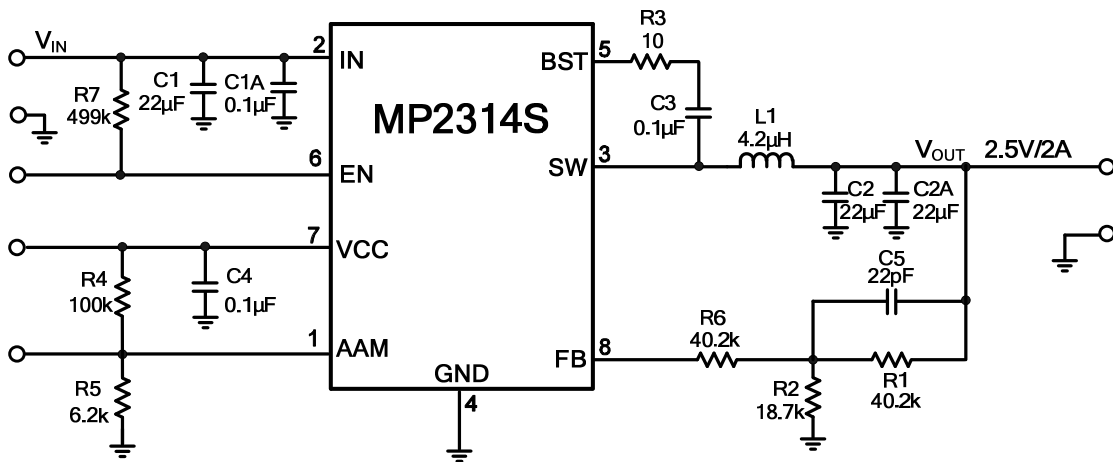 V_IN
R7
499k
C1
22µF
C1A
0.1µF
2
IN
6
EN
7
VCC
R4
100k
C4
0.1µF
1
AAM
R5
6.2k
MP2314S
GND
4
5
BST
R3
10
C3
0.1µF
3
SW
L1
4.2µH
V_OUT 2.5V/2A
C2
22µF
C2A
22µF
C5
22pF
8
FB
R6
40.2k
R2
18.7k
R1
40.2k